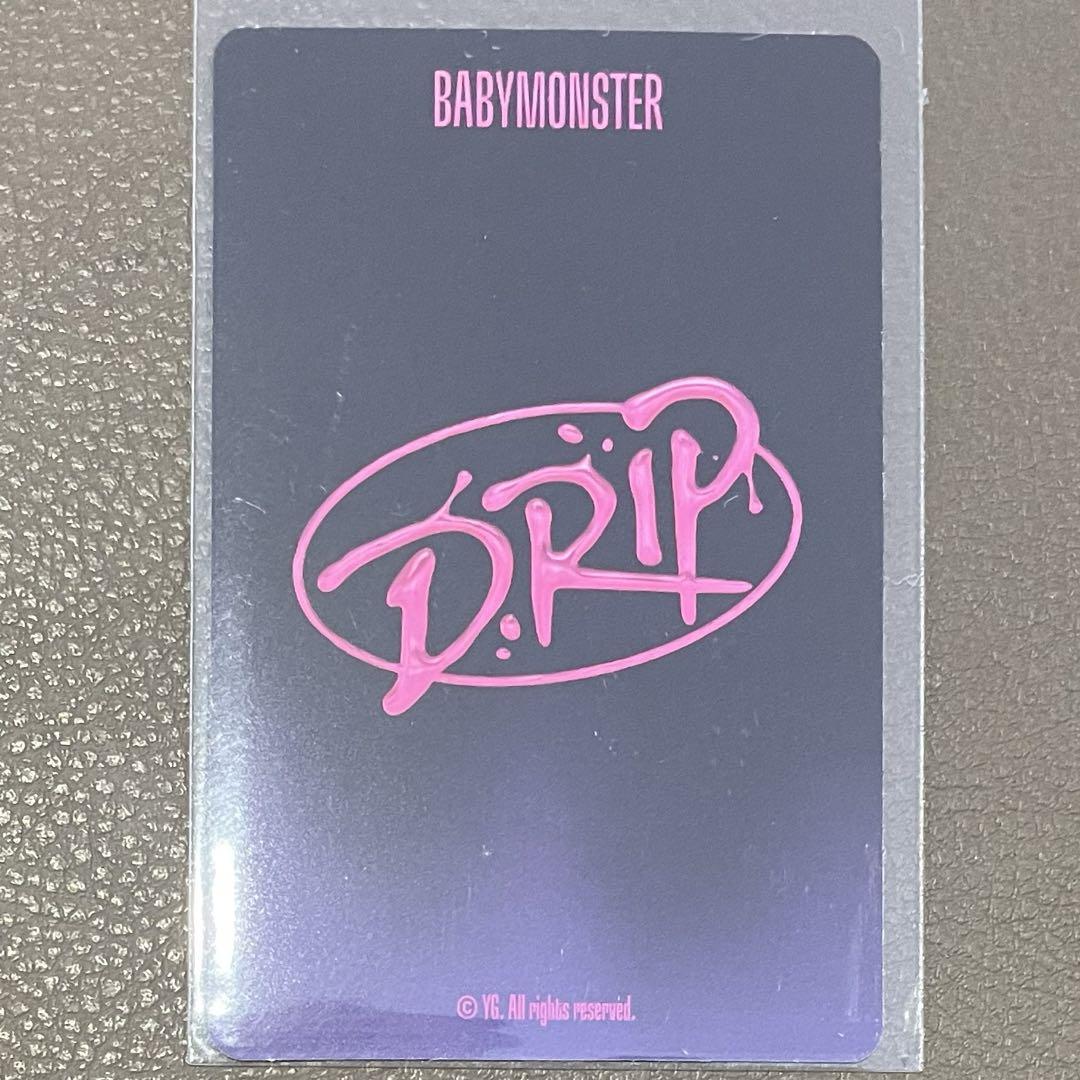 BABYMONSTER
DRIP
© YG. All rights reserved.